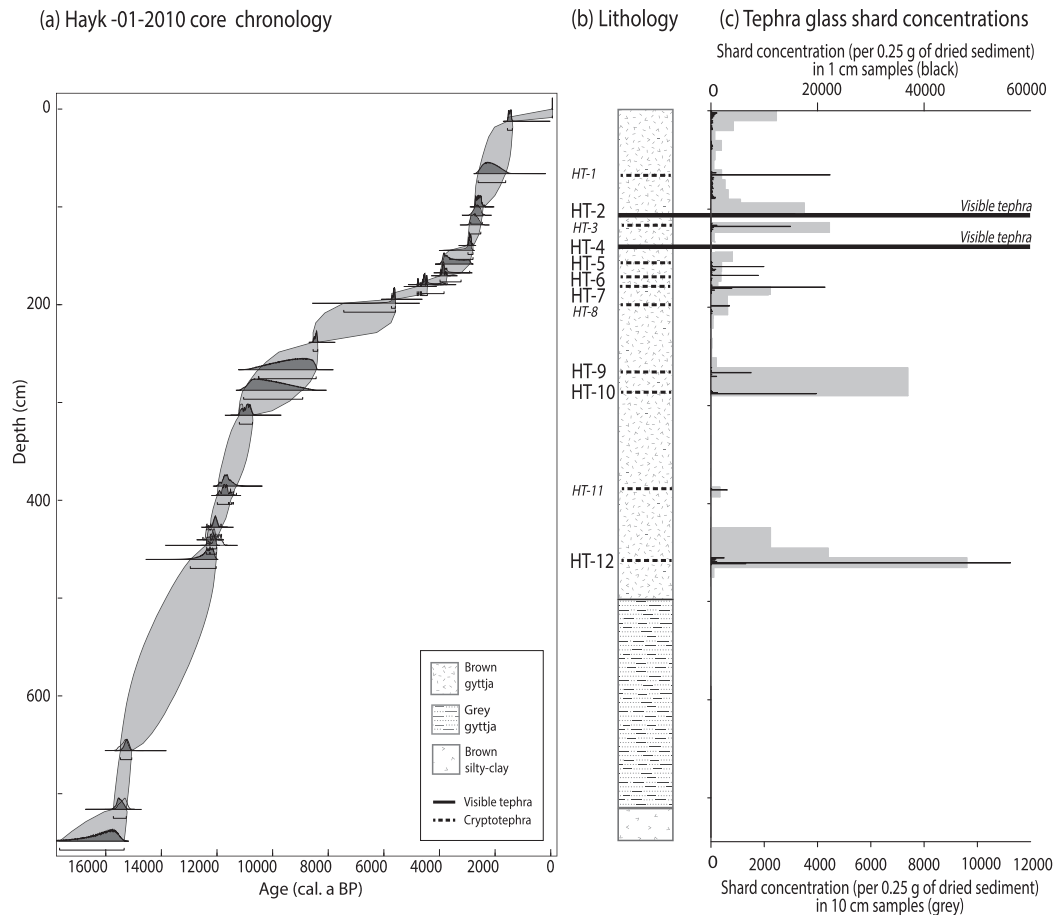 (a) Hayk -01-2010 core chronology
(b) Lithology
(c) Tephra glass shard concentrations
Shard concentration (per 0.25 g of dried sediment)
in 1 cm samples (black)
0 20000 40000 60000
0
200
400
600
Depth (cm)
16000 14000 12000 10000 8000 6000 4000 2000 0
Age (cal. a BP)
Brown
gyttja
Grey
gyttja
Brown
silty-clay
Visible tephra
Cryptotephra
HT-1
HT-2
HT-3
HT-4
HT-5
HT-6
HT-7
HT-8
HT-9
HT-10
HT-11
HT-12
Visible tephra
Visible tephra
0 2000 4000 6000 8000 10000 12000
Shard concentration (per 0.25 g of dried sediment)
in 10 cm samples (grey)